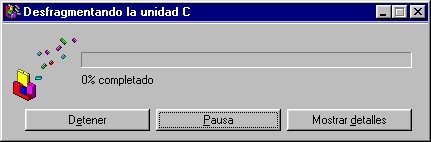 Desfragmentando la unidad C
0% completado
Detener Pausa Mostrar detalles